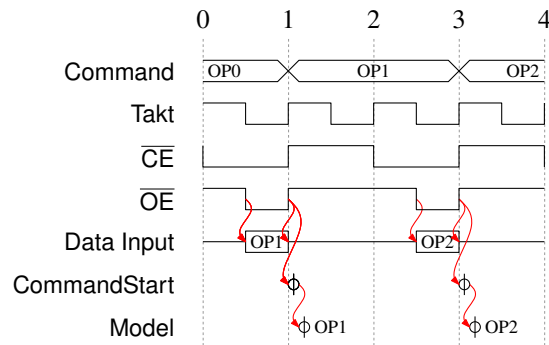 0 1 2 3 4
Command OP0 OP1 OP2
Takt
CE
OE
Data Input OP1 OP2
CommandStart
Model OP1 OP2